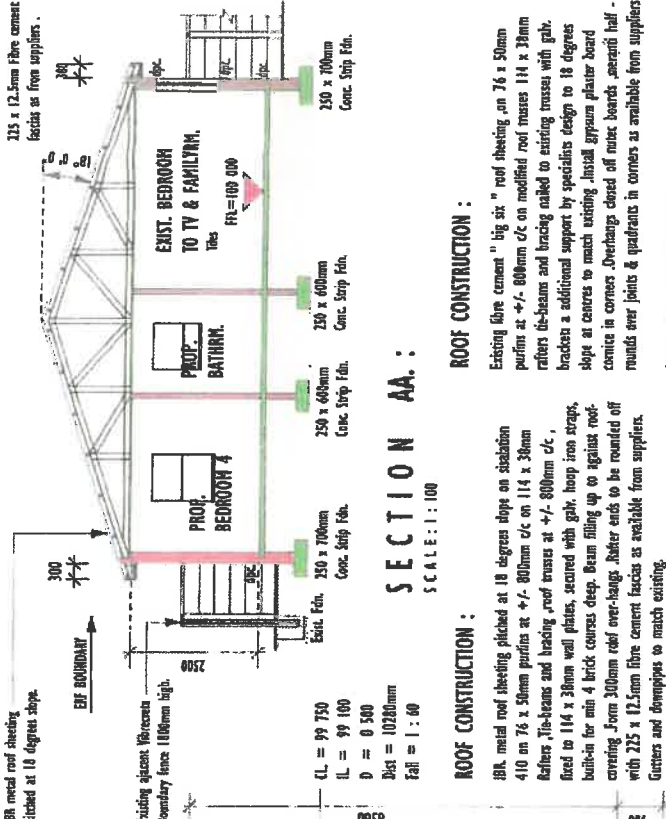 225 x 12.5mm Fibre cement
fascias as from suppliers .
IBR metal roof sheeting
pitched at 18 degrees slope.
300
300
18° 0' 0"
ERF BOUNDARY
existing ajacent Vibrecrete
boundary fence 1800mm high.
2500
PROP.
BEDROOM 4
PROP.
BATHRM.
EXIST. BEDROOM
TO TV & FAMILYRM.
Tiles
FFL=100 000
dpc.
dpc.
dpc.
dpc.
Exist. Fdn.
250 x 700mm
Conc. Strip Fdn.
250 x 600mm
Conc. Strip Fdn.
250 x 600mm
Conc. Strip Fdn.
250 x 700mm
Conc. Strip Fdn.
CL = 99 750
IL = 99 100
D = 0 500
Dist = 10280mm
Fall = 1 : 60
SECTION AA. :
SCALE : 1 : 100
ROOF CONSTRUCTION :
IBR. metal roof sheeting pitched at 18 degrees slope on sisalation
410 on 76 x 50mm purlins at +/- 800mm c/c on 114 x 38mm
Rafters ,Tie-beams and bracing ,roof trusses at +/- 800mm c/c ,
fixed to 114 x 38mm wall plates, secured with galv. hoop iron straps,
built-in for min 4 brick courses deep. Beam filling up to against roof-
covering .Form 300mm roof over-hangs .Rafter ends to be rounded off
with 225 x 12.5mm fibre cement fascias as available from suppliers.
Gutters and downpipes to match existing.
ROOF CONSTRUCTION :
Existing fibre cement " big six " roof sheeting ,on 76 x 50mm
purlins at +/- 800mm c/c on modified roof trusses 114 x 38mm
rafters tie-beams and bracing nailed to existing trusses with galv.
brackets a additional support by specialists design to 18 degrees
slope at centres to match existing .Install gypsum plaster board
cornice in corners .Overhangs closed off nutec boards ,meranti half -
rounds over joints & quadrants in corners as available from suppliers